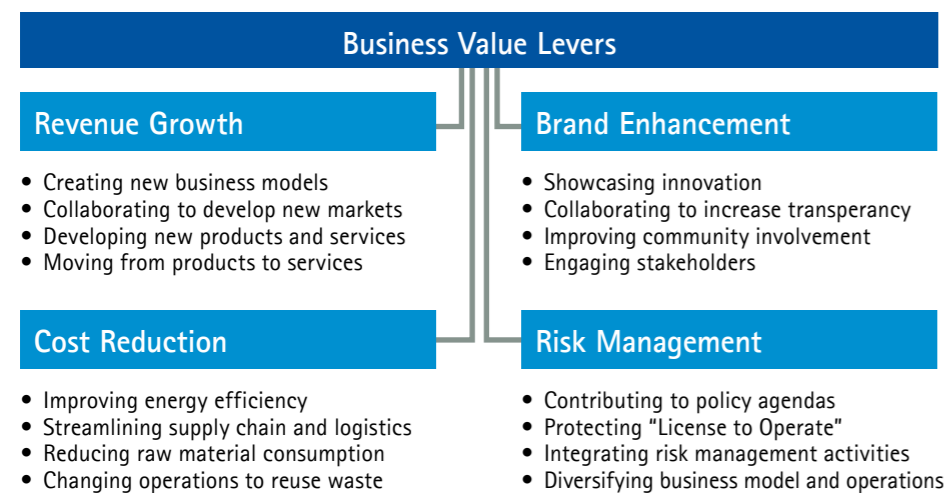 Business Value Levers
Revenue Growth
• Creating new business models
• Collaborating to develop new markets
• Developing new products and services
• Moving from products to services
Brand Enhancement
• Showcasing innovation
• Collaborating to increase transperancy
• Improving community involvement
• Engaging stakeholders
Cost Reduction
• Improving energy efficiency
• Streamlining supply chain and logistics
• Reducing raw material consumption
• Changing operations to reuse waste
Risk Management
• Contributing to policy agendas
• Protecting “License to Operate”
• Integrating risk management activities
• Diversifying business model and operations